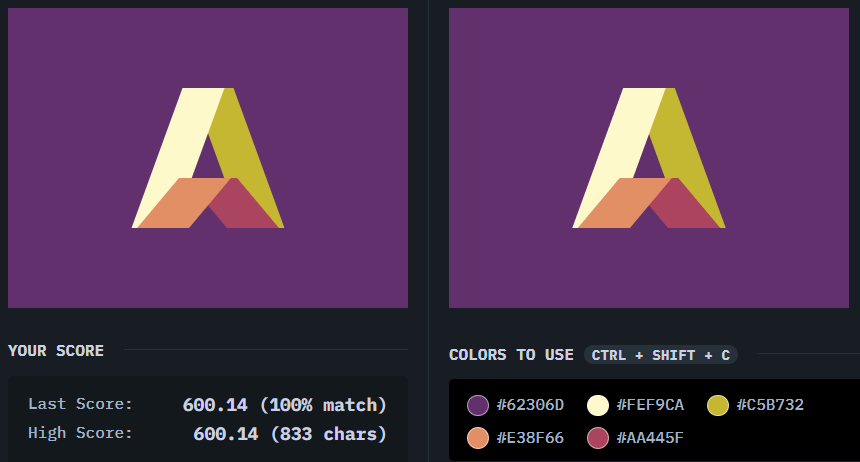 YOUR SCORE
Last Score: 600.14 (100% match)
High Score: 600.14 (833 chars)
COLORS TO USE CTRL + SHIFT + C
#62306D #FEF9CA #C5B732
#E38F66 #AA445F